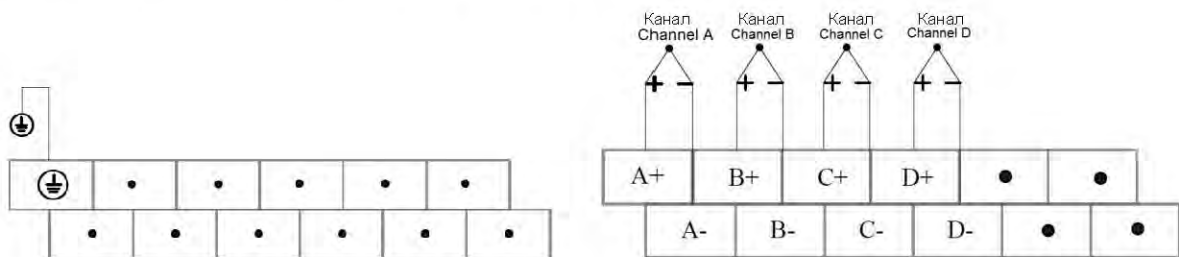 Канал Channel A
Канал Channel B
Канал Channel C
Канал Channel D
+ − + − + − + −
A+ B+ C+ D+
A- B- C- D-